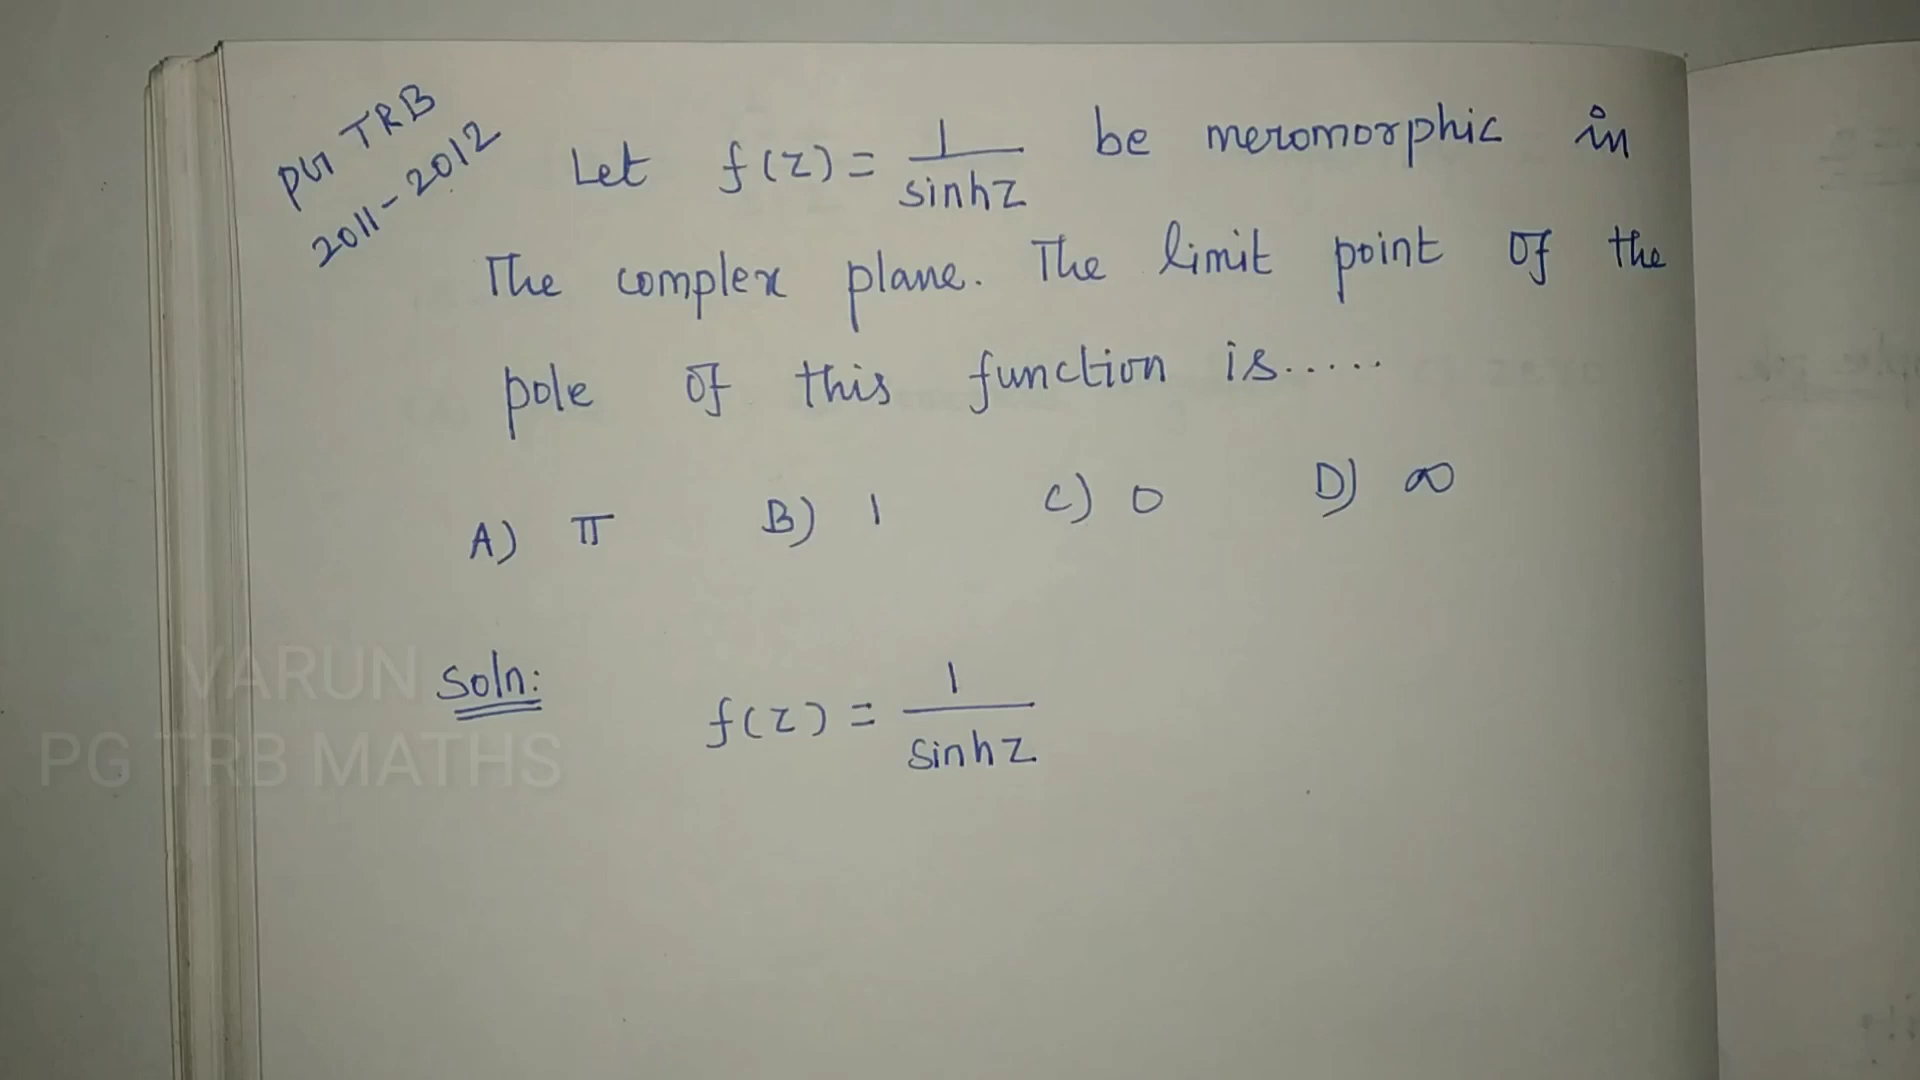 PG TRB
2011-2012
Let f(z) = 1/sinhz be meromorphic in
The complex plane. The limit point of the
pole of this function is.....
A) π B) 1 C) 0 D) ∞
Soln:
f(z) = 1/sinhz
VARUN
PG TRB MATHS